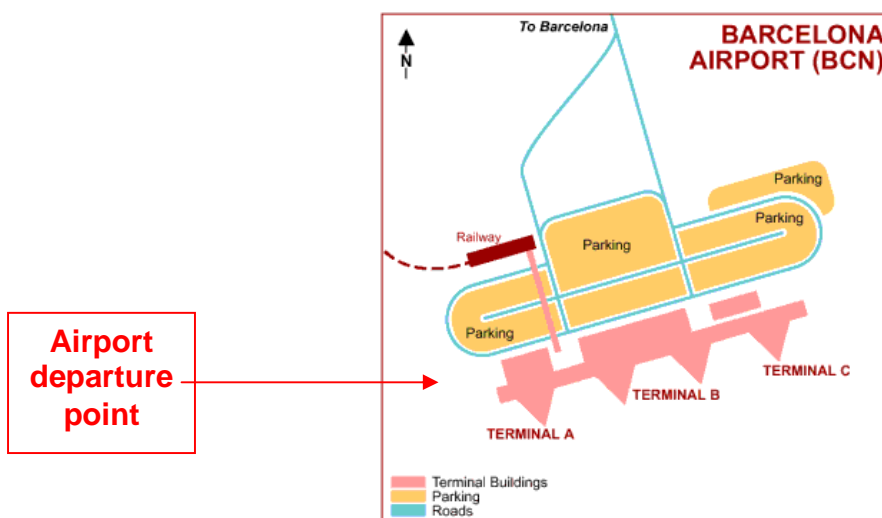 To Barcelona
BARCELONA
AIRPORT (BCN)
N
Parking
Parking
Railway
Parking
Parking
Airport
departure
point
TERMINAL C
TERMINAL B
TERMINAL A
Terminal Buildings
Parking
Roads